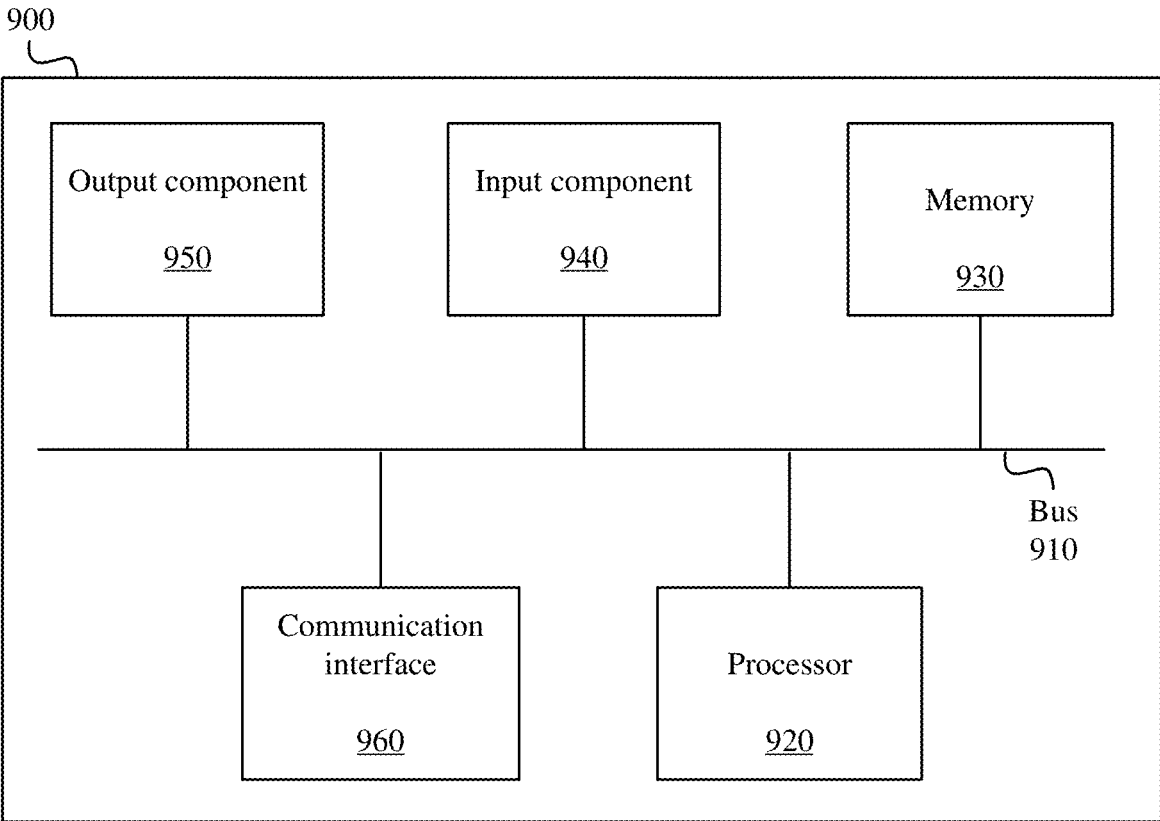 900
Output component
950
Input component
940
Memory
930
Bus
910
Communication
interface
960
Processor
920